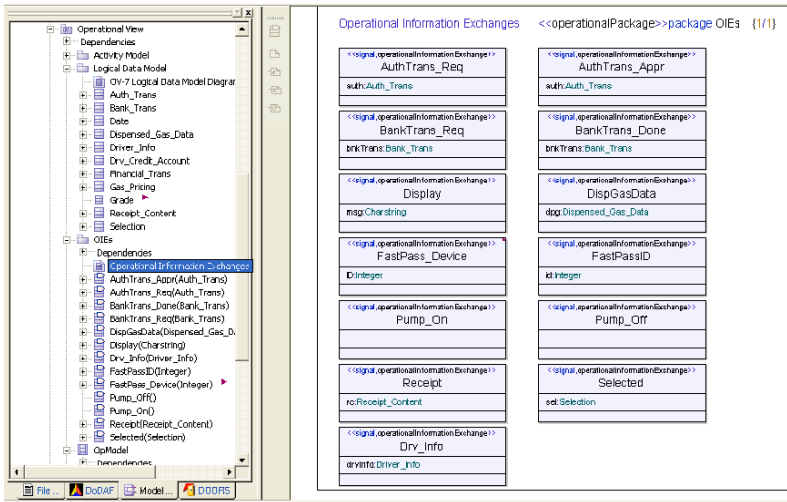 Operational View
Dependencies
Activity Model
Logical Data Model
OV-7 Logical Data Model Diagrar
Auth_Trans
Bank_Trans
Date
Dispensed_Gas_Data
Driver_Info
Drv_Credit_Account
Financial_Trans
Gas_Pricing
Grade
Receipt_Content
Selection
OIEs
Dependencies
Operational Information Exchanges
AuthTrans_Appr(Auth_Trans)
AuthTrans_Req(Auth_Trans)
BankTrans_Done(Bank_Trans)
BankTrans_Req(Bank_Trans)
DispGasData(Dispensed_Gas_D
Display(Charstring)
Drv_Info(Driver_Info)
FastPassID(Integer)
FastPass_Device(Integer)
Pump_Off()
Pump_On()
Receipt(Receipt_Content)
Selected(Selection)
OpModel
Dependencies
File ... DoDAF Model ... DOORS
Operational Information Exchanges <<operationalPackage>>package OIEs {1/1}
<<signal,operationalInformationExchange>>
AuthTrans_Req
auth:Auth_Trans
<<signal,operationalInformationExchange>>
AuthTrans_Appr
auth:Auth_Trans
<<signal,operationalInformationExchange>>
BankTrans_Req
bnkTrans:Bank_Trans
<<signal,operationalInformationExchange>>
BankTrans_Done
bnkTrans:Bank_Trans
<<signal,operationalInformationExchange>>
Display
msg:Charstring
<<signal,operationalInformationExchange>>
DispGasData
dpg:Dispensed_Gas_Data
<<signal,operationalInformationExchange>>
FastPass_Device
ID:Integer
<<signal,operationalInformationExchange>>
FastPassID
id:Integer
<<signal,operationalInformationExchange>>
Pump_On
<<signal,operationalInformationExchange>>
Pump_Off
<<signal,operationalInformationExchange>>
Receipt
rc:Receipt_Content
<<signal,operationalInformationExchange>>
Selected
sel:Selection
<<signal,operationalInformationExchange>>
Drv_Info
drvInfo:Driver_Info